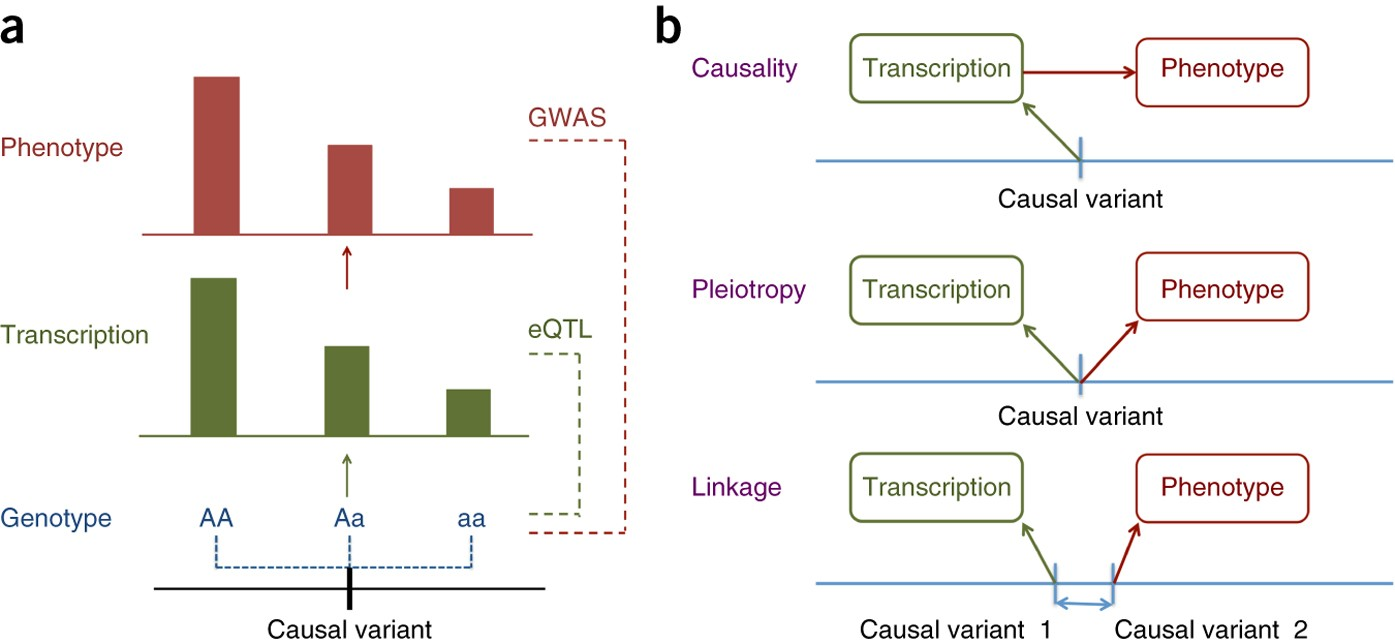 a
Phenotype
GWAS
Transcription
eQTL
Genotype
AA
Aa
aa
Causal variant
b
Causality
Transcription
Phenotype
Causal variant
Pleiotropy
Transcription
Phenotype
Causal variant
Linkage
Transcription
Phenotype
Causal variant 1
Causal variant 2